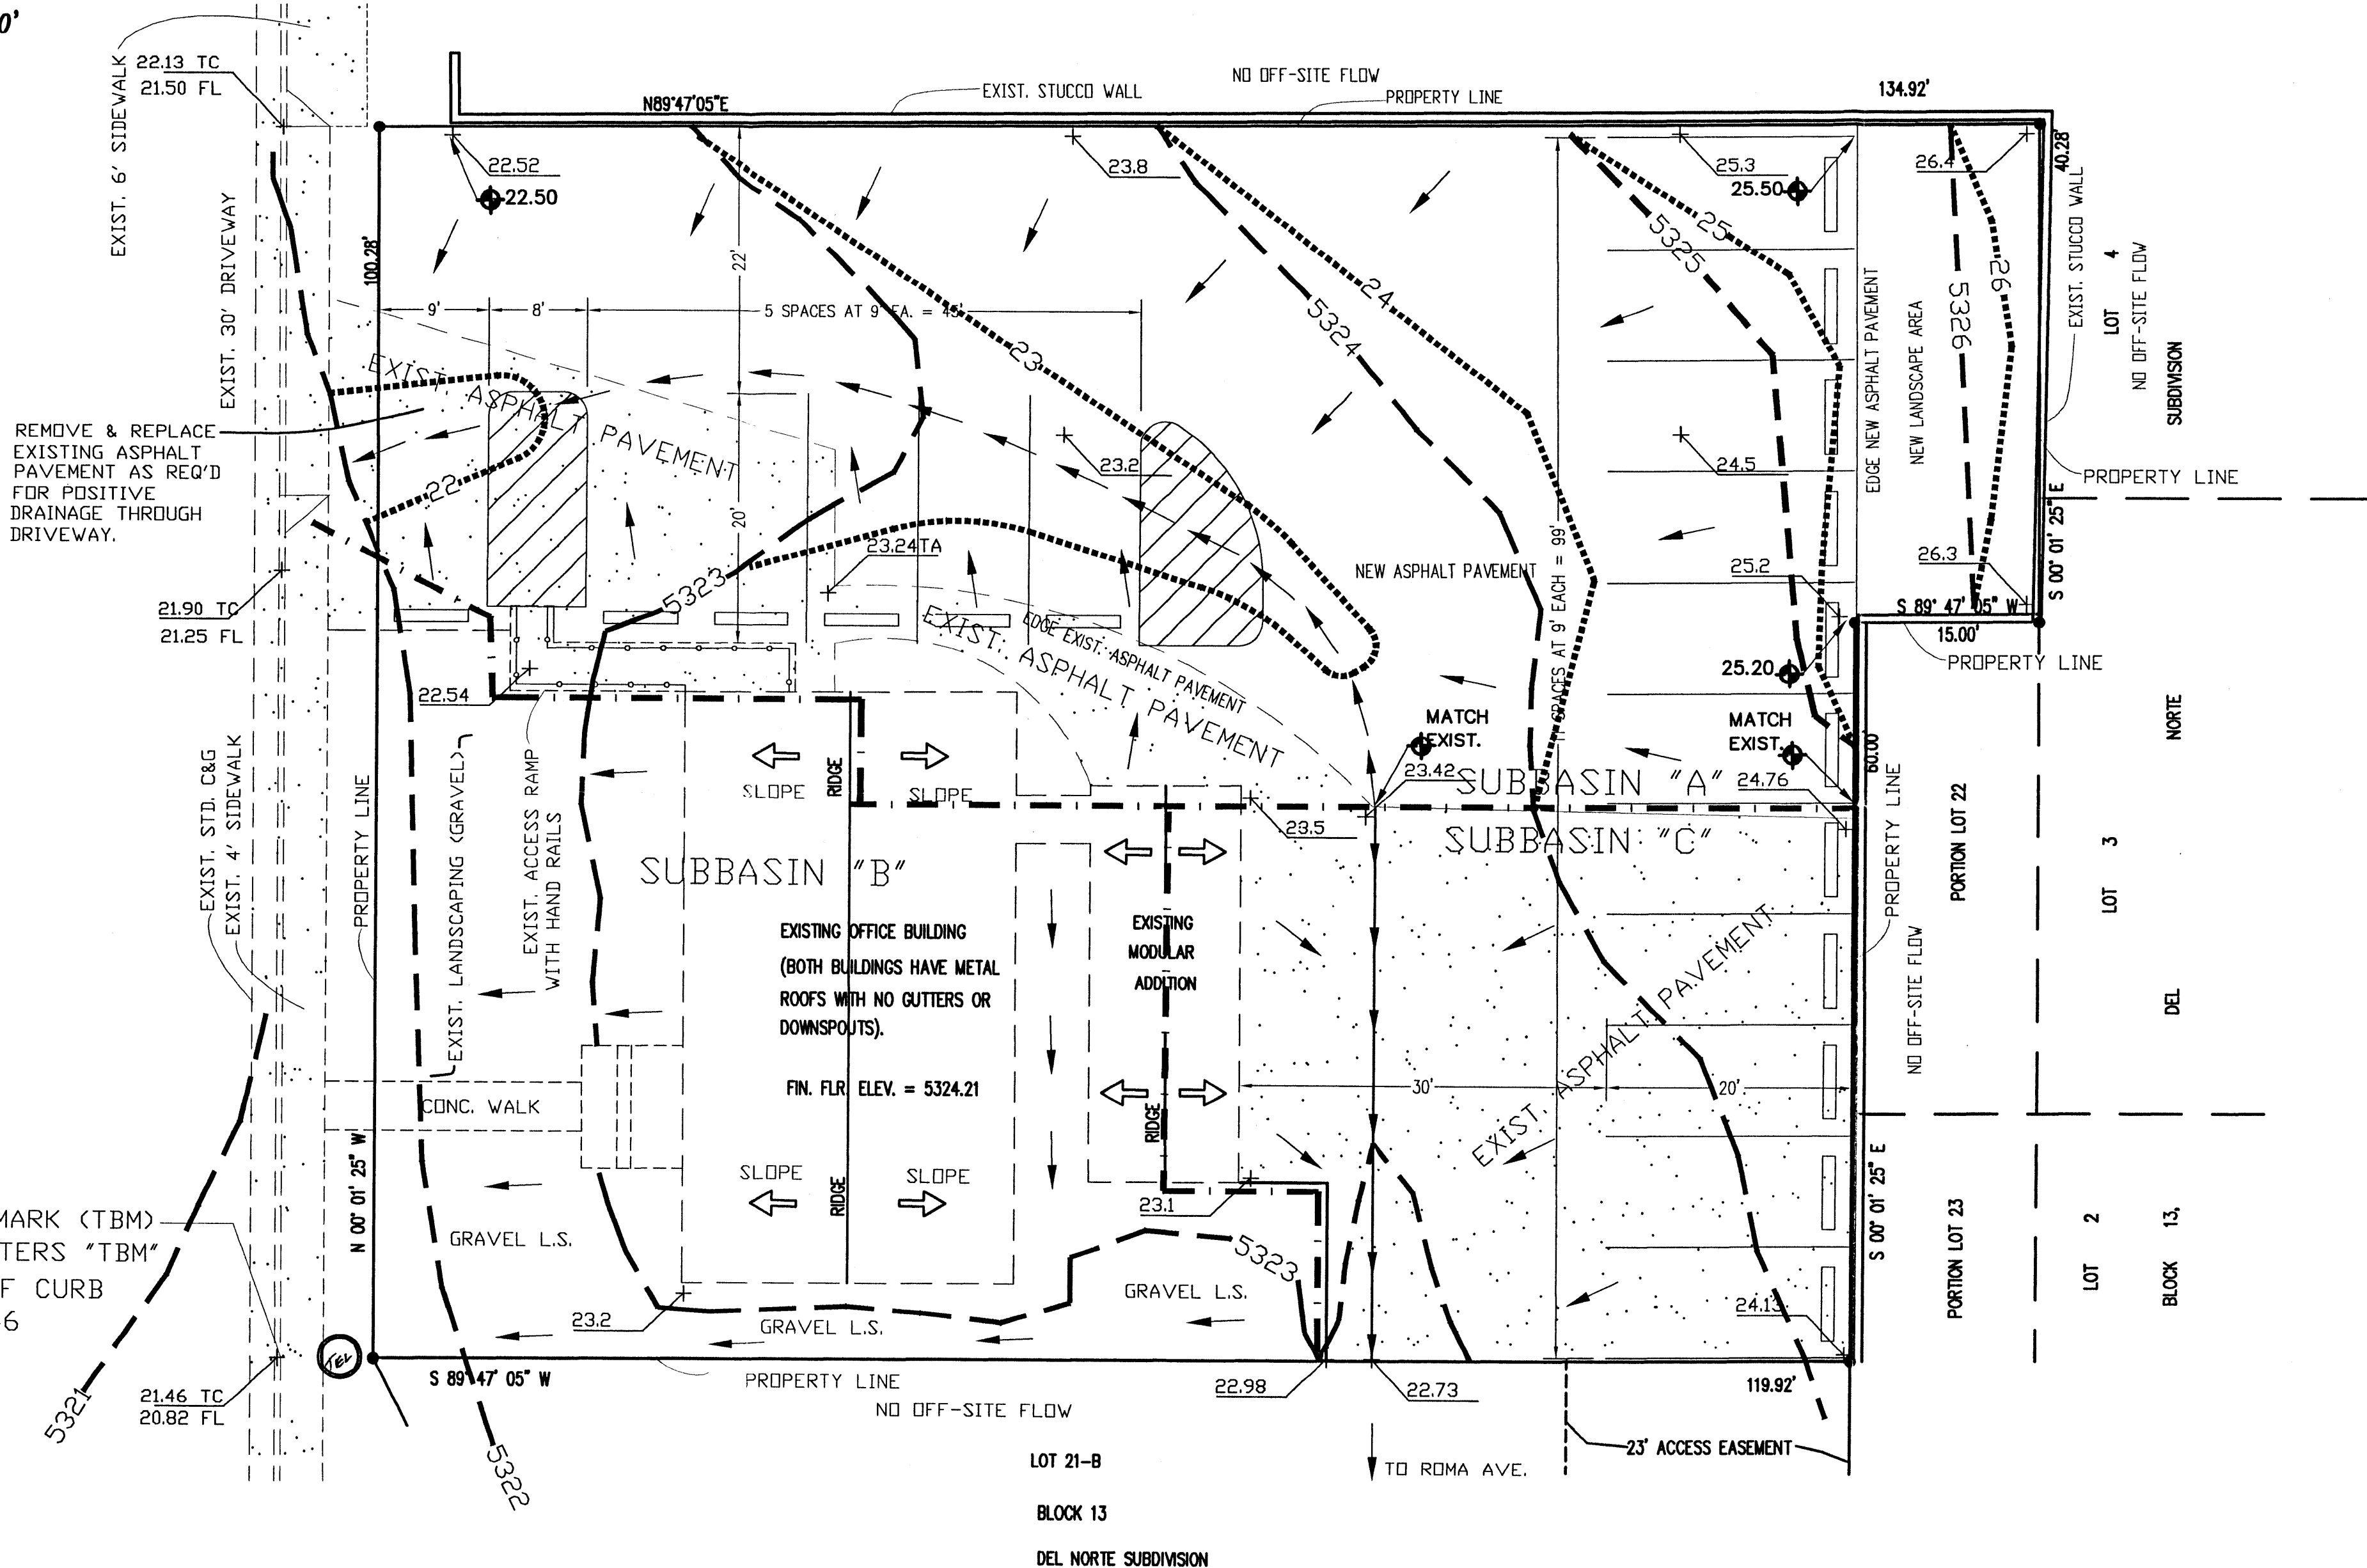 0'
EXIST. 6' SIDEWALK
22.13 TC
21.50 FL
N89°47'05"E
EXIST. STUCCO WALL
NO OFF-SITE FLOW
PROPERTY LINE
134.92'
40.28'
22.52
22.50
23.8
25.3
25.50
26.4
EXIST. 30' DRIVEWAY
100.28'
22'
9'
8'
5 SPACES AT 9' EA. = 45'
23
24
5324
25
5325
26
5326
EDGE NEW ASPHALT PAVEMENT
NEW LANDSCAPE AREA
EXIST. STUCCO WALL
LOT 4
NO OFF-SITE FLOW
SUBDIVISION
EXIST. ASPHALT PAVEMENT
REMOVE & REPLACE
EXISTING ASPHALT
PAVEMENT AS REQ'D
FOR POSITIVE
DRAINAGE THROUGH
DRIVEWAY.
22
20'
23.2
24.5
PROPERTY LINE
S 00° 01' 25" E
23.24TA
5323
NEW ASPHALT PAVEMENT
11 SPACES AT 9' EACH = 99'
25.2
26.3
S 89° 47' 05" W
15.00'
PROPERTY LINE
21.90 TC
21.25 FL
EDGE EXIST. ASPHALT PAVEMENT
EXIST. ASPHALT PAVEMENT
25.20
22.54
MATCH
EXIST.
23.42
MATCH
EXIST.
24.76
60.00'
SLOPE
RIDGE
SLOPE
SUBBASIN "A"
SUBBASIN "C"
23.5
EXIST. STD. C&G
EXIST. 4' SIDEWALK
PROPERTY LINE
EXIST. LANDSCAPING (GRAVEL)
EXIST. ACCESS RAMP
WITH HAND RAILS
SUBBASIN "B"
EXISTING OFFICE BUILDING
(BOTH BUILDINGS HAVE METAL
ROOFS WITH NO GUTTERS OR
DOWNSPOUTS).
FIN. FLR. ELEV. = 5324.21
EXISTING
MODULAR
ADDITION
PROPERTY LINE
NO OFF-SITE FLOW
PORTION LOT 22
LOT 3
NORTE
DEL
EXIST. ASPHALT PAVEMENT
30'
20'
CONC. WALK
N 00° 01' 25" W
SLOPE
RIDGE
SLOPE
RIDGE
23.1
S 00° 01' 25" E
PORTION LOT 23
LOT 2
BLOCK 13,
MARK (TBM)
TERS "TBM"
F CURB
6
GRAVEL L.S.
23.2
GRAVEL L.S.
GRAVEL L.S.
5323
24.13
TEL
21.46 TC
20.82 FL
5321
S 89° 47' 05" W
PROPERTY LINE
NO OFF-SITE FLOW
22.98
22.73
119.92'
5322
TO ROMA AVE.
23' ACCESS EASEMENT
LOT 21-B
BLOCK 13
DEL NORTE SUBDIVISION